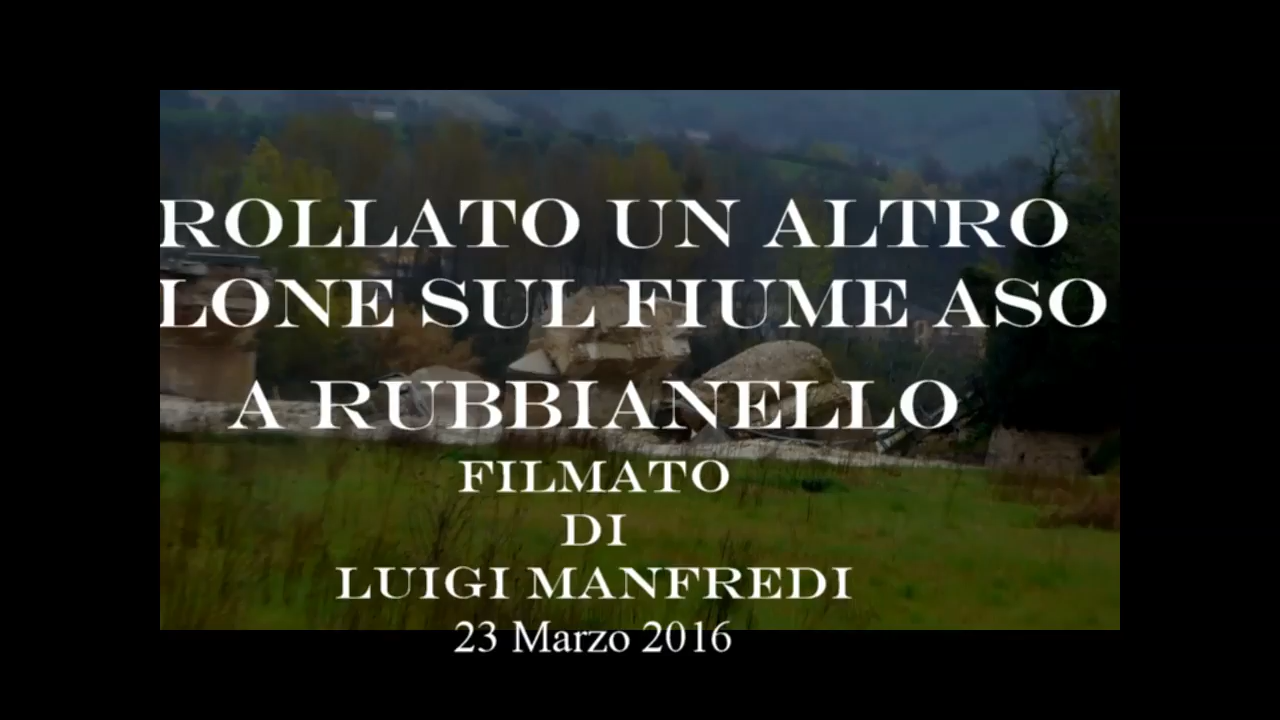 ROLLATO UN ALTRO
LONE SUL FIUME ASO
A RUBBIANELLO
FILMATO
DI
LUIGI MANFREDI
23 Marzo 2016